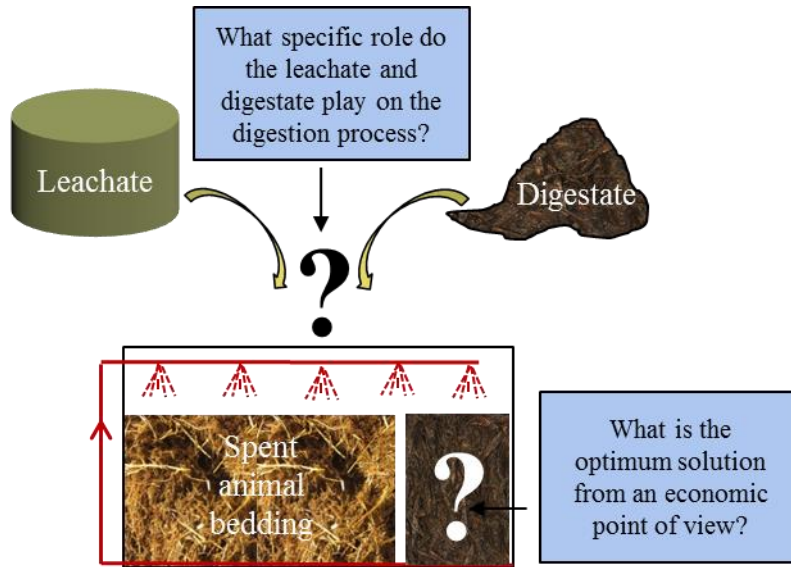 What specific role do
the leachate and
digestate play on the
digestion process?
Leachate
Digestate
?
Spent
animal
bedding
?
What is the
optimum solution
from an economic
point of view?